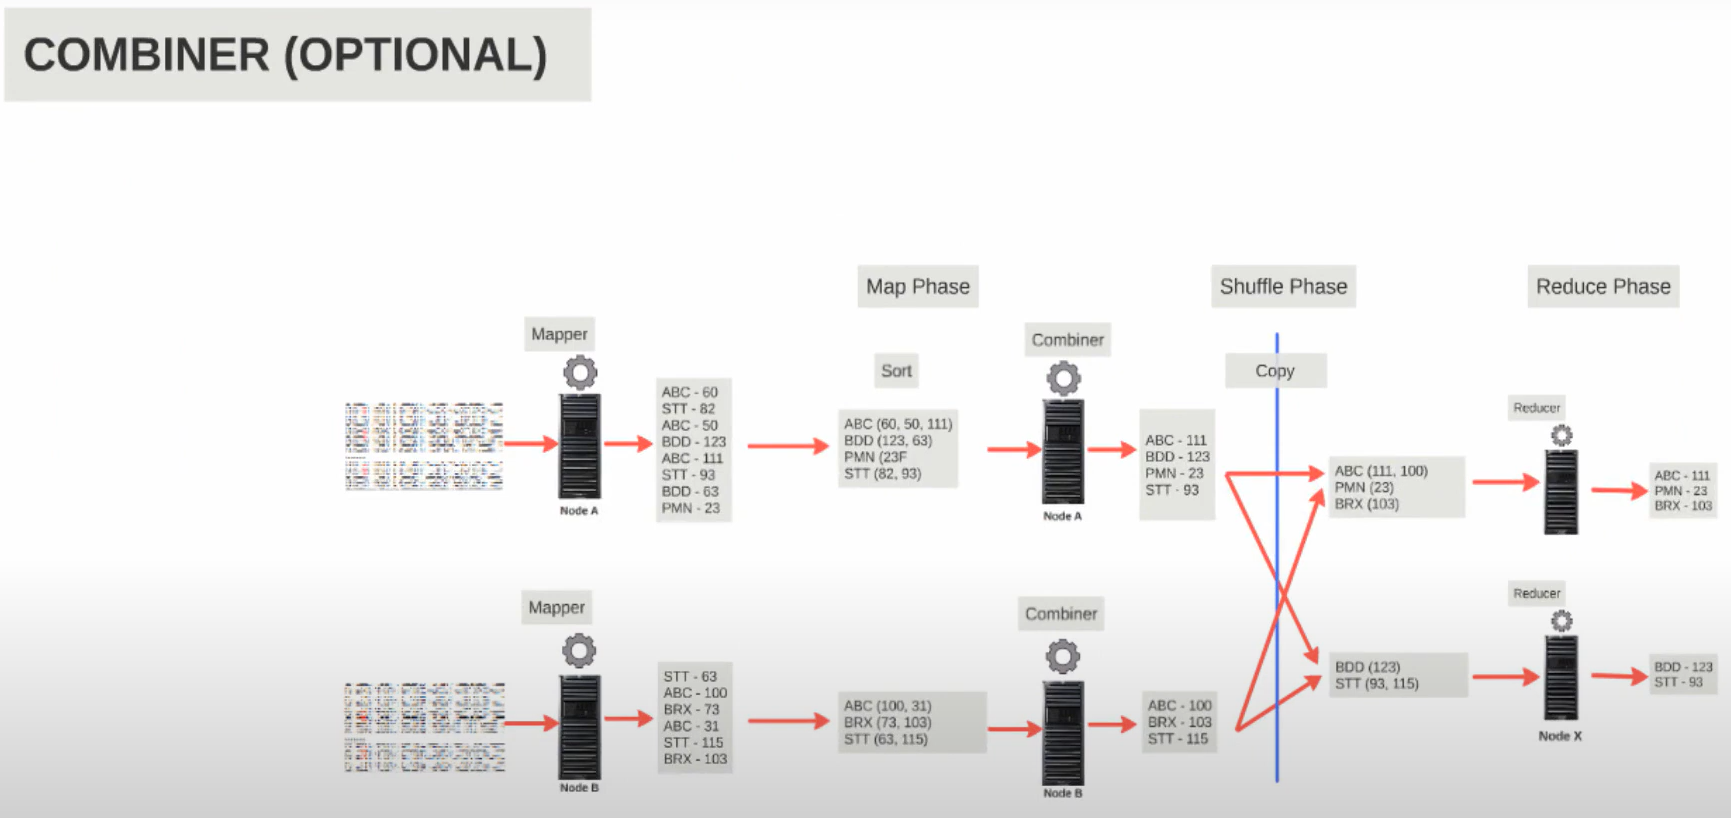 COMBINER (OPTIONAL)
Map Phase
Shuffle Phase
Reduce Phase
Mapper
Combiner
Sort
Copy
Reducer
ABC - 60
STT - 82
ABC - 50
BDD - 123
ABC - 111
STT - 93
BDD - 63
PMN - 23
ABC (60, 50, 111)
BDD (123, 63)
PMN (23F
STT (82, 93)
ABC - 111
BDD - 123
PMN - 23
STT - 93
ABC (111, 100)
PMN (23)
BRX (103)
ABC - 111
PMN - 23
BRX - 103
Node A
Node A
Mapper
Combiner
Reducer
STT - 63
ABC - 100
BRX - 73
ABC - 31
STT - 115
BRX - 103
ABC (100, 31)
BRX (73, 103)
STT (63, 115)
ABC - 100
BRX - 103
STT - 115
BDD (123)
STT (93, 115)
BDD - 123
STT - 93
Node X
Node B
Node B